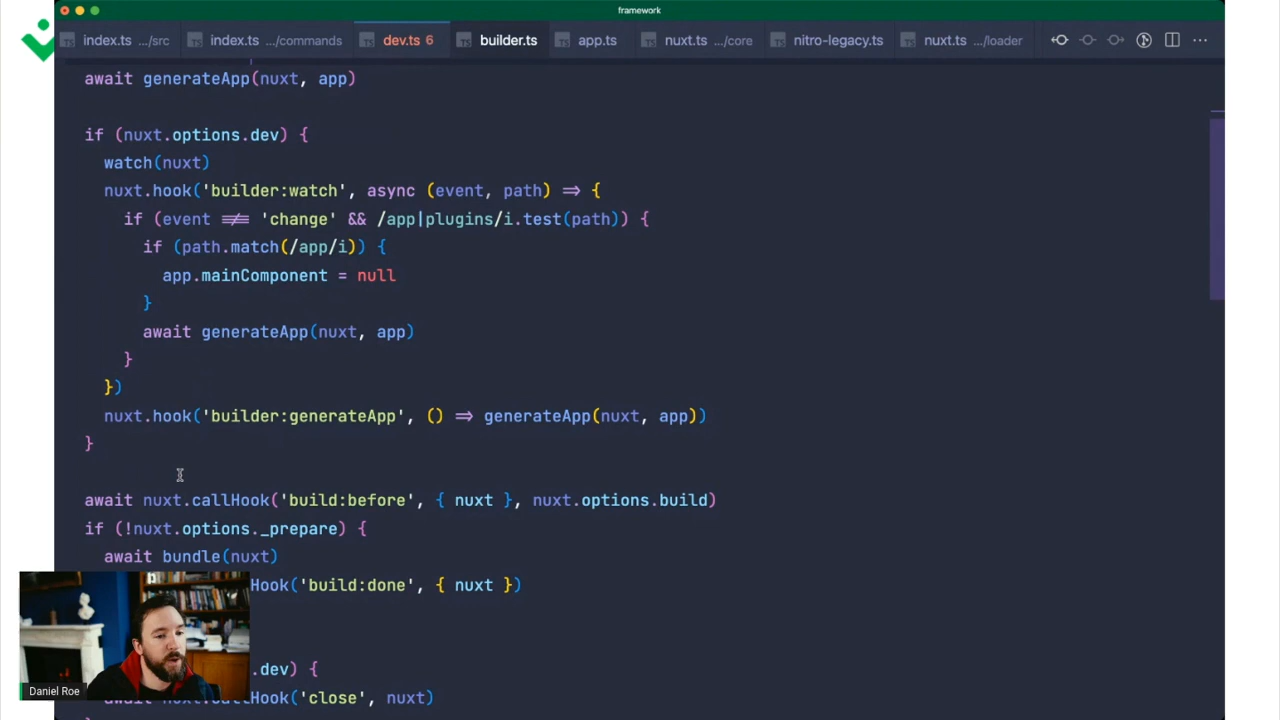 framework
index.ts .../src index.ts .../commands dev.ts 6 builder.ts app.ts nuxt.ts .../core nitro-legacy.ts nuxt.ts .../loader ...
await generateApp(nuxt, app)
if (nuxt.options.dev) {
watch(nuxt)
nuxt.hook('builder:watch', async (event, path) => {
if (event !== 'change' && /app|plugins/i.test(path)) {
if (path.match(/app/i)) {
app.mainComponent = null
}
await generateApp(nuxt, app)
}
})
nuxt.hook('builder:generateApp', () => generateApp(nuxt, app))
}
await nuxt.callHook('build:before', { nuxt }, nuxt.options.build)
if (!nuxt.options._prepare) {
await bundle(nuxt)
Hook('build:done', { nuxt })
.dev) {
Hook('close', nuxt)
Daniel Roe